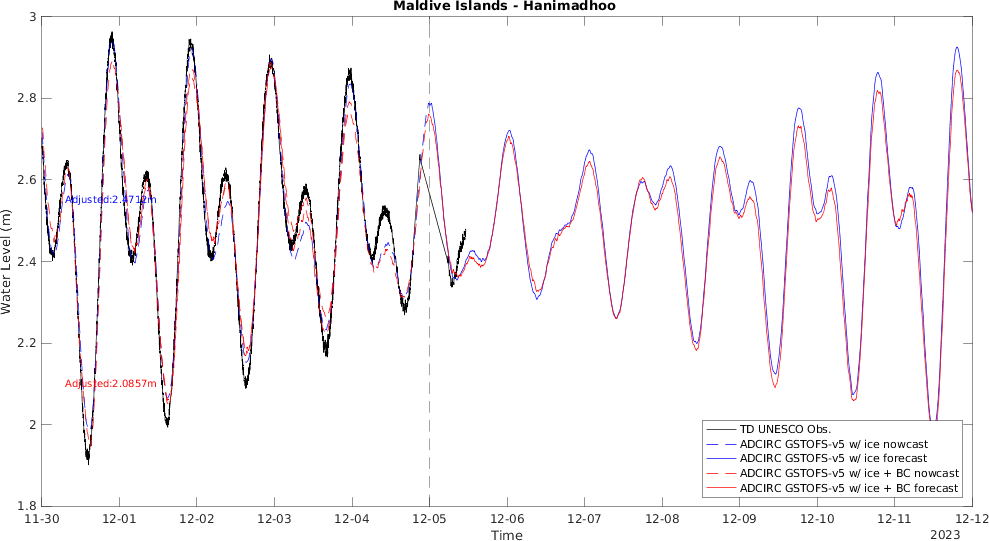 Maldive Islands - Hanimadhoo
3
2.8
2.6
2.4
2.2
2
1.8
Water Level (m)
Adjusted:2.4712m
Adjusted:2.0857m
TD UNESCO Obs.
ADCIRC GSTOFS-v5 w/ ice nowcast
ADCIRC GSTOFS-v5 w/ ice forecast
ADCIRC GSTOFS-v5 w/ ice + BC nowcast
ADCIRC GSTOFS-v5 w/ ice + BC forecast
11-30 12-01 12-02 12-03 12-04 12-05 12-06 12-07 12-08 12-09 12-10 12-11 12-12
Time
2023